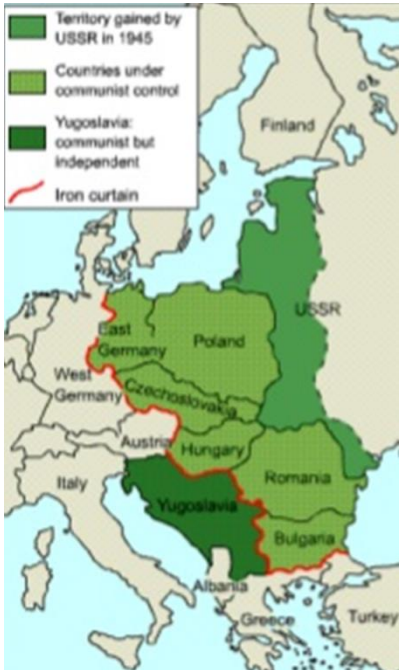 Territory gained by
USSR in 1945
Countries under
communist control
Yugoslavia:
communist but
independent
Iron curtain
Finland
USSR
East
Germany
Poland
West
Germany
Czechoslovakia
Austria
Hungary
Romania
Italy
Yugoslavia
Bulgaria
Albania
Greece
Turkey